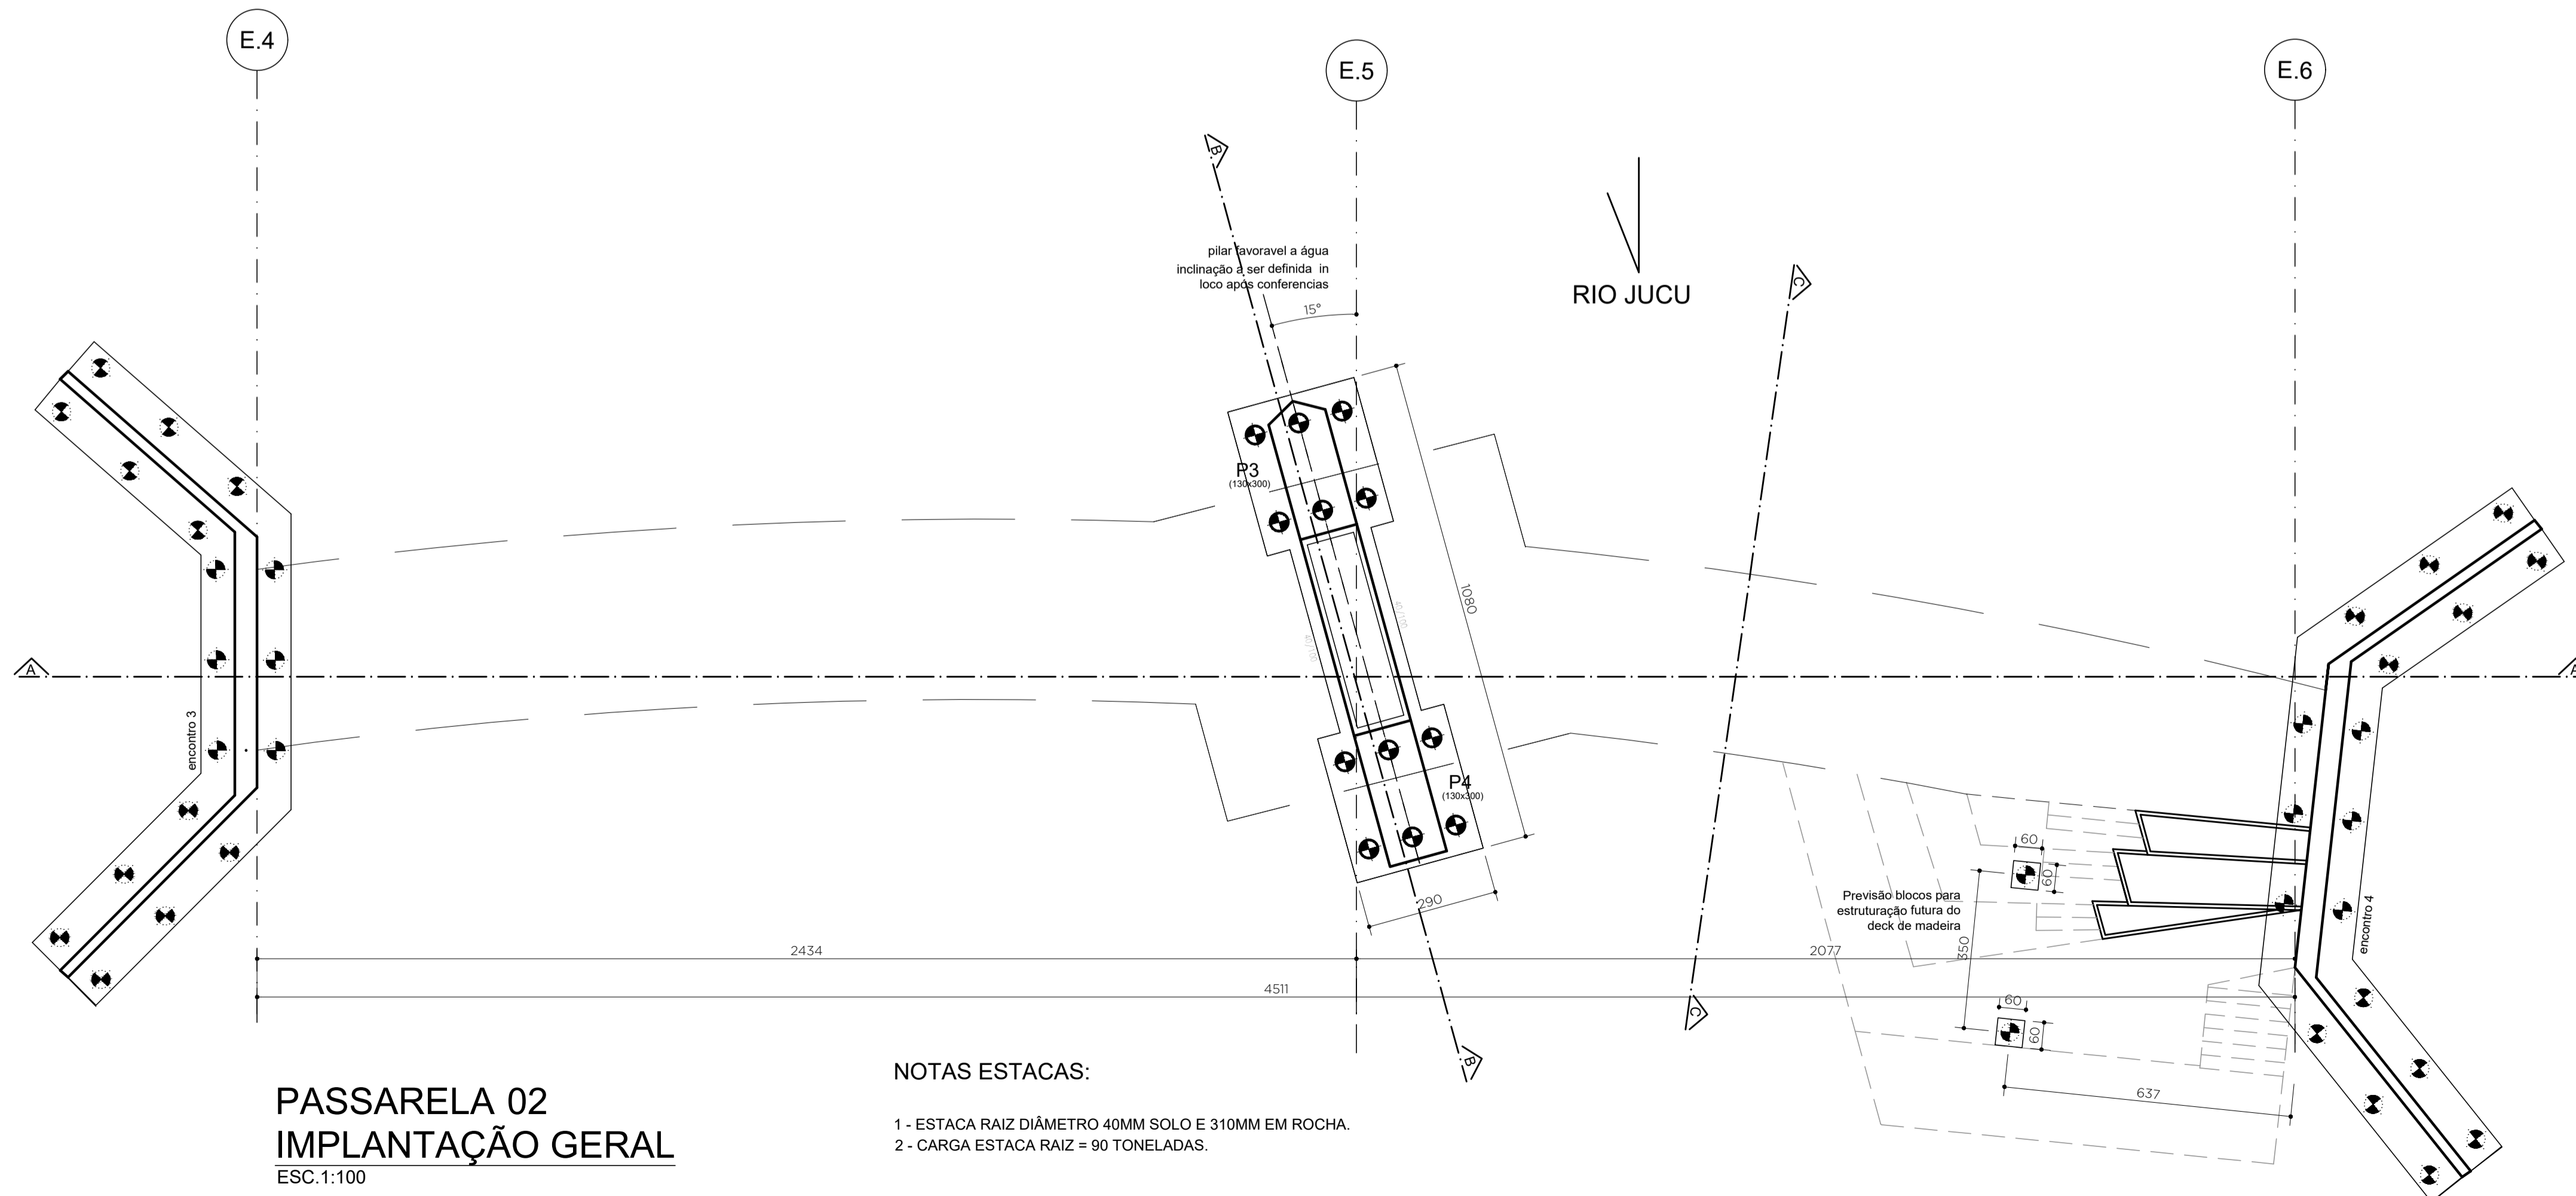 E.4
E.5
E.6
B
pilar favoravel a água
inclinação a ser definida in
loco após conferencias
15°
RIO JUCU
C
P3
(130x300)
1080
40/100
A
A
encontro 3
P4
(130x300)
60
60
290
Previsão blocos para
estruturação futura do
deck de madeira
encontro 4
2434
2077
350
4511
60
60
C
B
637
NOTAS ESTACAS:
PASSARELA 02
IMPLANTAÇÃO GERAL
ESC.1:100
1 - ESTACA RAIZ DIÂMETRO 40MM SOLO E 310MM EM ROCHA.
2 - CARGA ESTACA RAIZ = 90 TONELADAS.